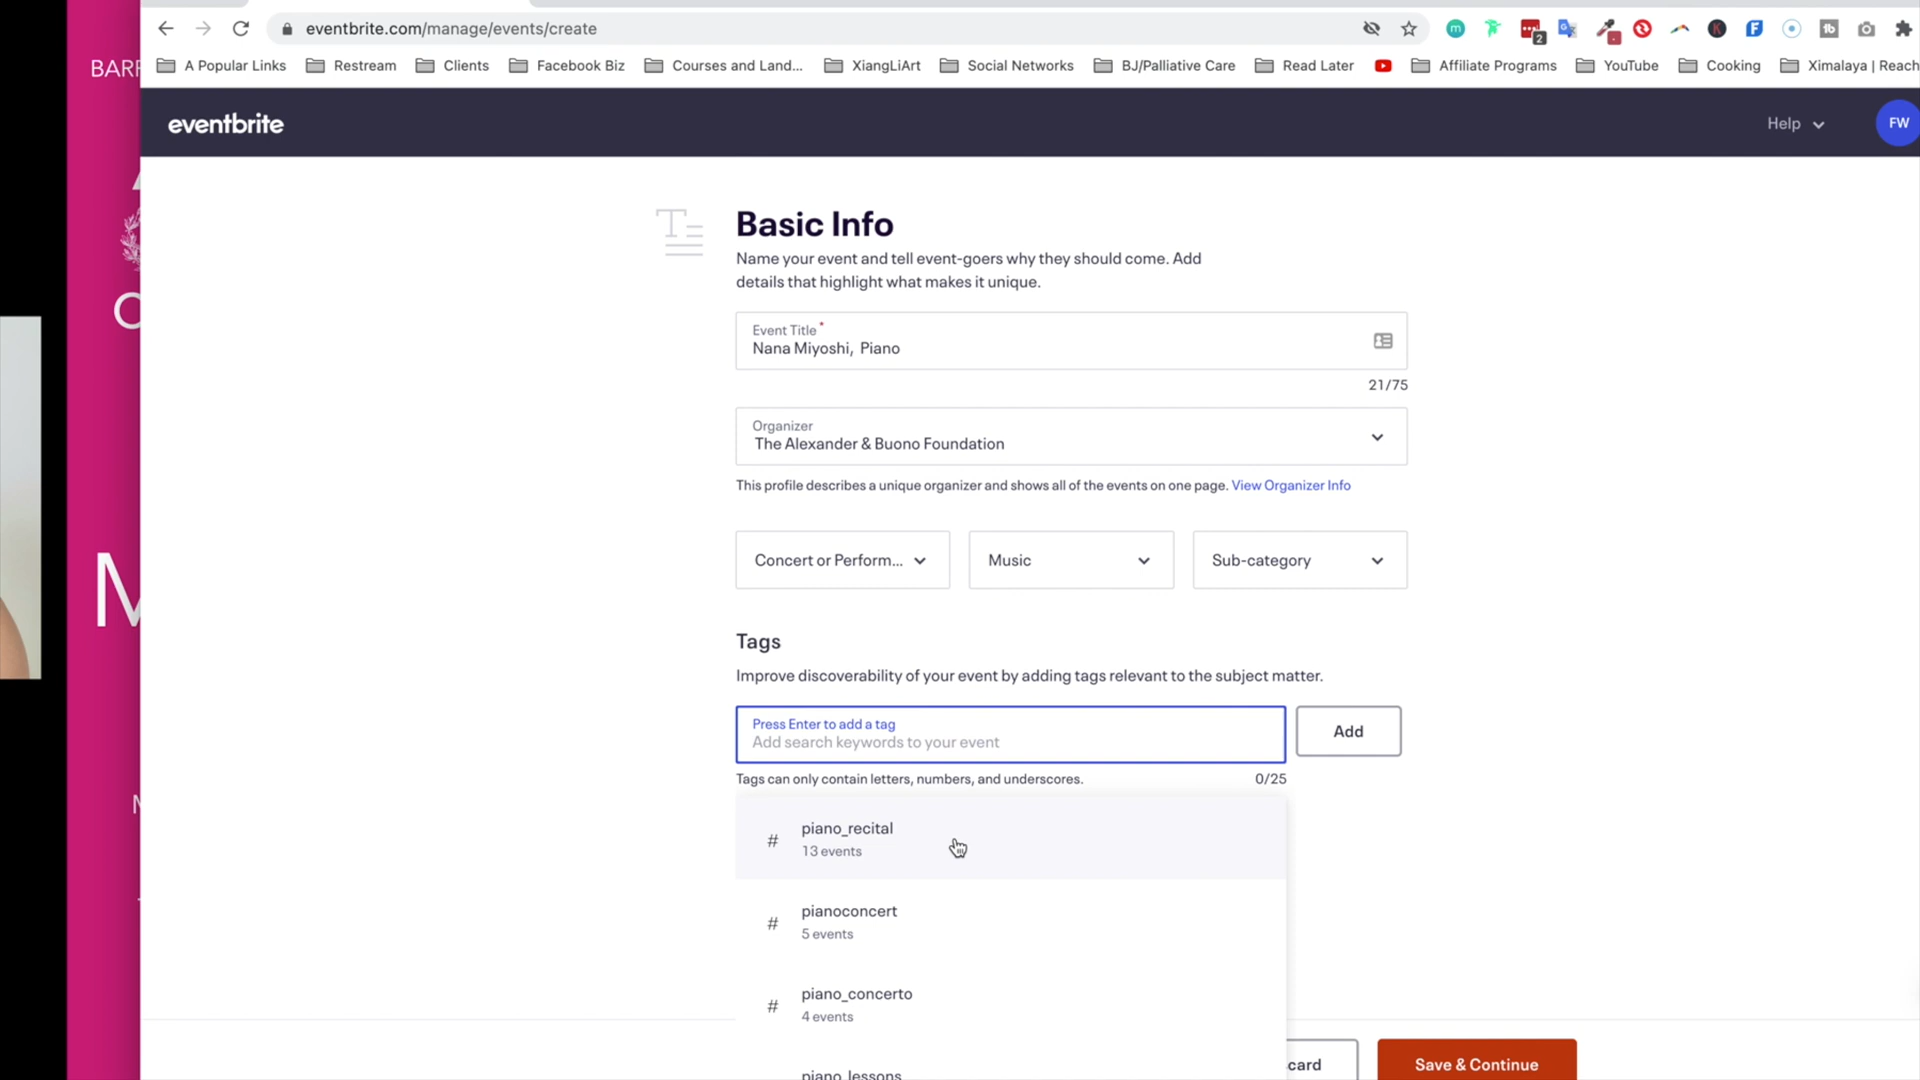 eventbrite.com/manage/events/create
2
A Popular Links
Restream
Clients
Facebook Biz
Courses and Land...
XiangLiArt
Social Networks
BJ/Palliative Care
Read Later
Affiliate Programs
YouTube
Cooking
Ximalaya | Reach
eventbrite
Help
FW
Basic Info
Name your event and tell event-goers why they should come. Add
details that highlight what makes it unique.
Event Title *
Nana Miyoshi, Piano
21/75
Organizer
The Alexander & Buono Foundation
This profile describes a unique organizer and shows all of the events on one page. View Organizer Info
Concert or Perform...
Music
Sub-category
Tags
Improve discoverability of your event by adding tags relevant to the subject matter.
Press Enter to add a tag
Add search keywords to your event
Add
Tags can only contain letters, numbers, and underscores.
0/25
# piano_recital
13 events
# pianoconcert
5 events
# piano_concerto
4 events
piano_lessons
card
Save & Continue